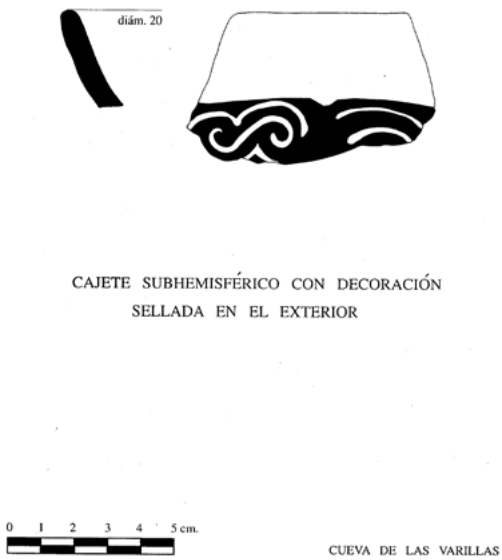 diám. 20
CAJETE SUBHEMISFÉRICO CON DECORACIÓN
SELLADA EN EL EXTERIOR
0 1 2 3 4 5 cm.
CUEVA DE LAS VARILLAS